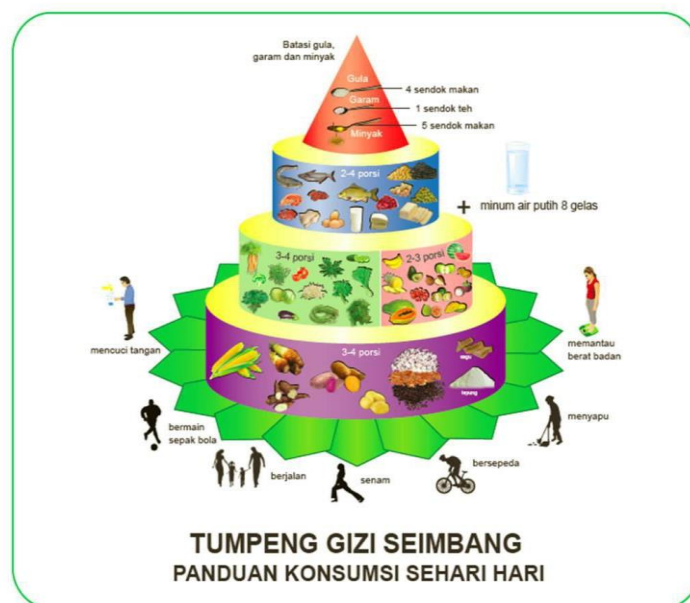 Batasi gula,
garam dan minyak
Gula
4 sendok makan
Garam
1 sendok teh
5 sendok makan
Minyak
2-4 porsi
+ minum air putih 8 gelas
3-4 porsi
2-3 porsi
mencuci tangan
memantau
berat badan
3-4 porsi
sagu
tepung
bermain
sepak bola
menyapu
berjalan
senam
bersepeda
TUMPENG GIZI SEIMBANG
PANDUAN KONSUMSI SEHARI HARI